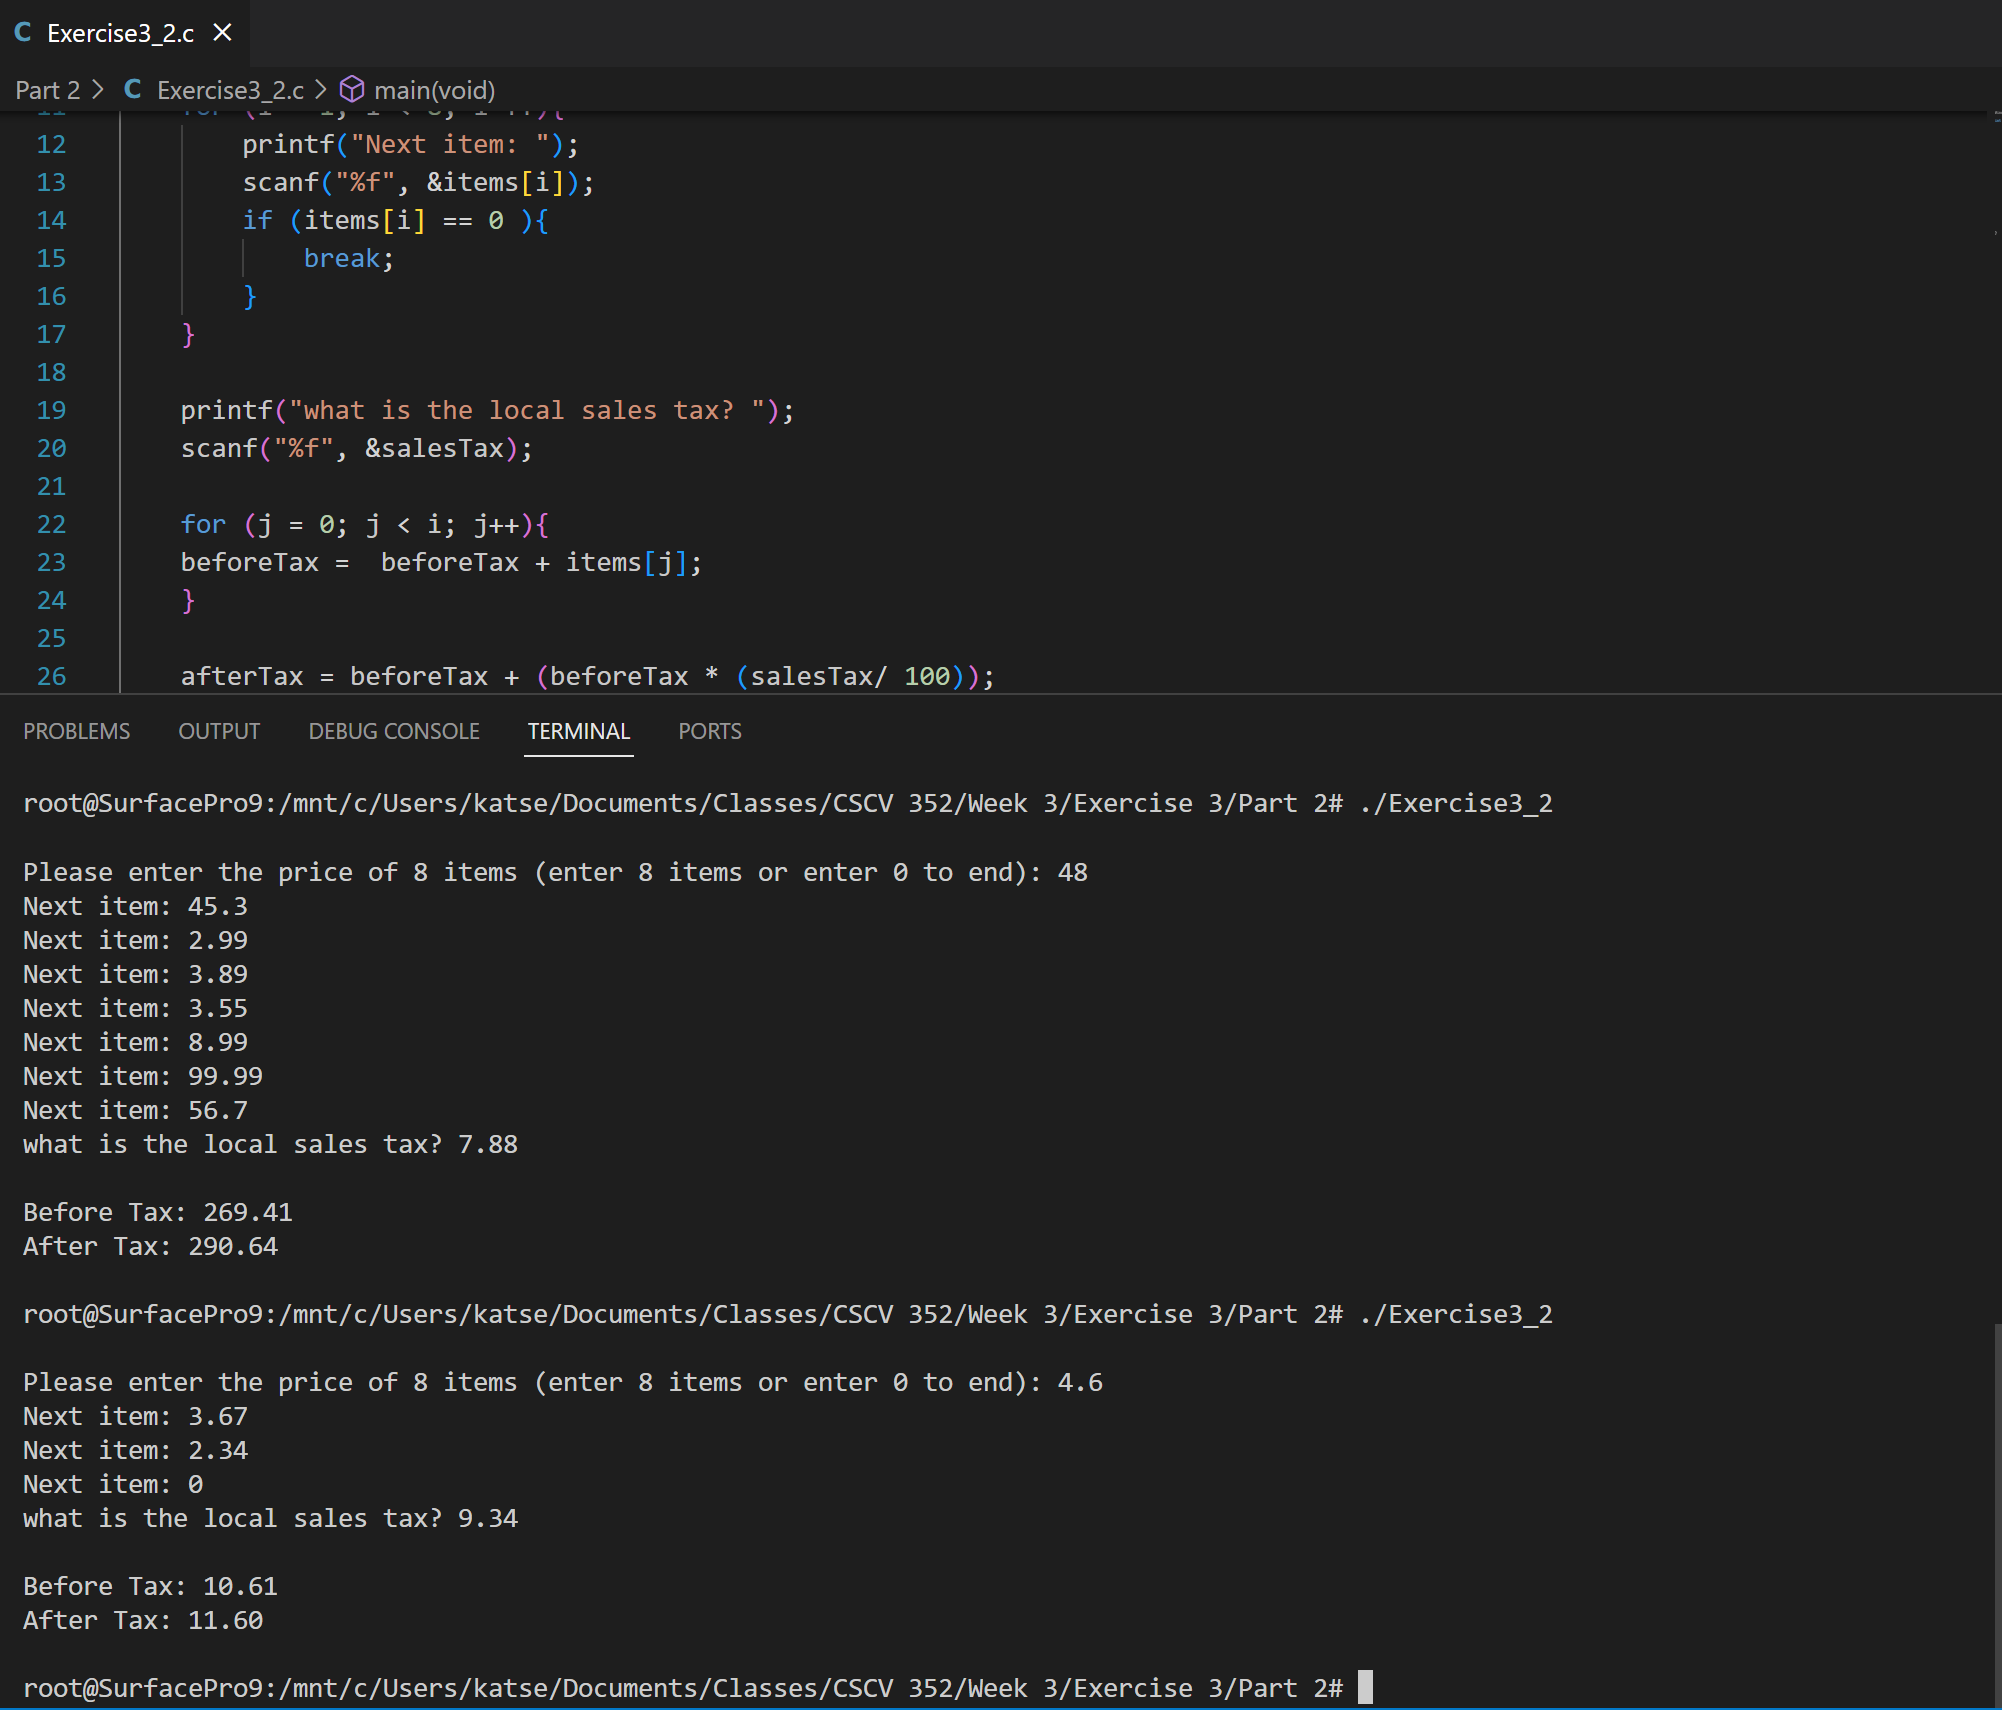 C Exercise3_2.c ×
Part 2 > C Exercise3_2.c > main(void)
12 printf("Next item: ");
13 scanf("%f", &items[i]);
14 if (items[i] == 0 ){
15 break;
16 }
17 }
18
19 printf("what is the local sales tax? ");
20 scanf("%f", &salesTax);
21
22 for (j = 0; j < i; j++){
23 beforeTax =  beforeTax + items[j];
24 }
25
26 afterTax = beforeTax + (beforeTax * (salesTax/ 100));
PROBLEMS OUTPUT DEBUG CONSOLE TERMINAL PORTS
root@SurfacePro9:/mnt/c/Users/katse/Documents/Classes/CSCV 352/Week 3/Exercise 3/Part 2# ./Exercise3_2
Please enter the price of 8 items (enter 8 items or enter 0 to end): 48
Next item: 45.3
Next item: 2.99
Next item: 3.89
Next item: 3.55
Next item: 8.99
Next item: 99.99
Next item: 56.7
what is the local sales tax? 7.88
Before Tax: 269.41
After Tax: 290.64
root@SurfacePro9:/mnt/c/Users/katse/Documents/Classes/CSCV 352/Week 3/Exercise 3/Part 2# ./Exercise3_2
Please enter the price of 8 items (enter 8 items or enter 0 to end): 4.6
Next item: 3.67
Next item: 2.34
Next item: 0
what is the local sales tax? 9.34
Before Tax: 10.61
After Tax: 11.60
root@SurfacePro9:/mnt/c/Users/katse/Documents/Classes/CSCV 352/Week 3/Exercise 3/Part 2#